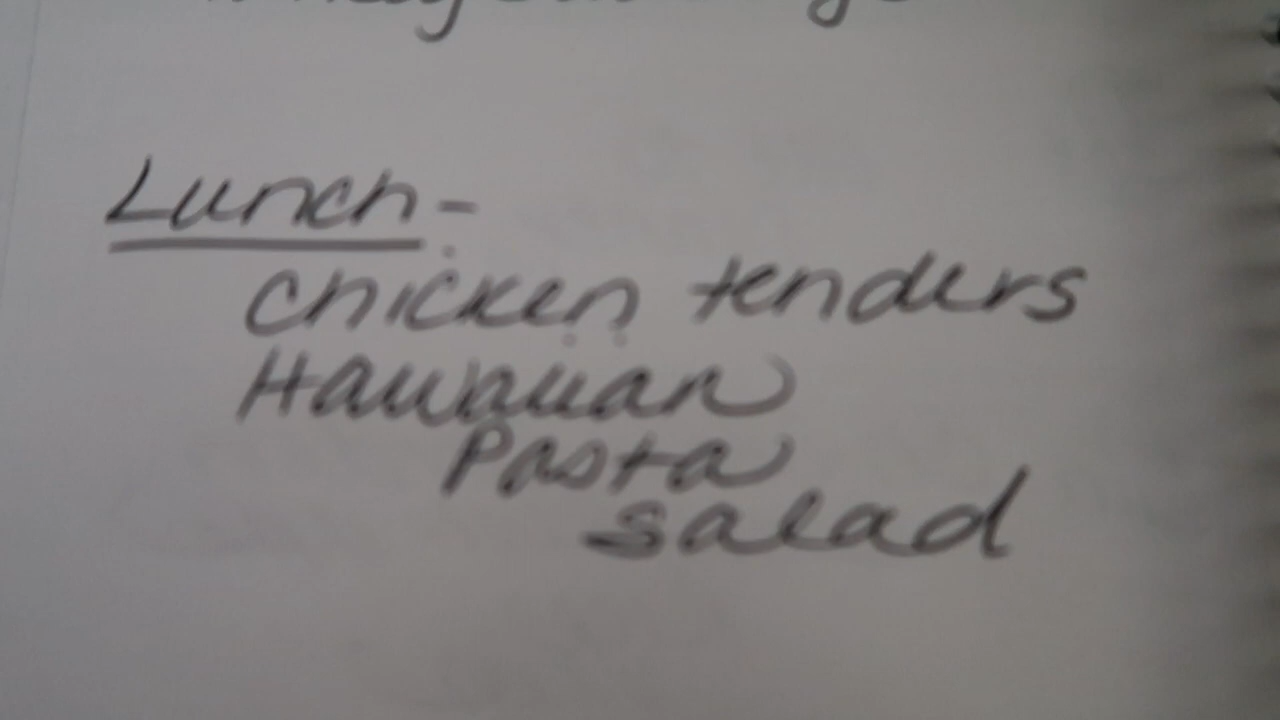 Lunch-
chicken tenders
Hawaiian
Pasta
salad